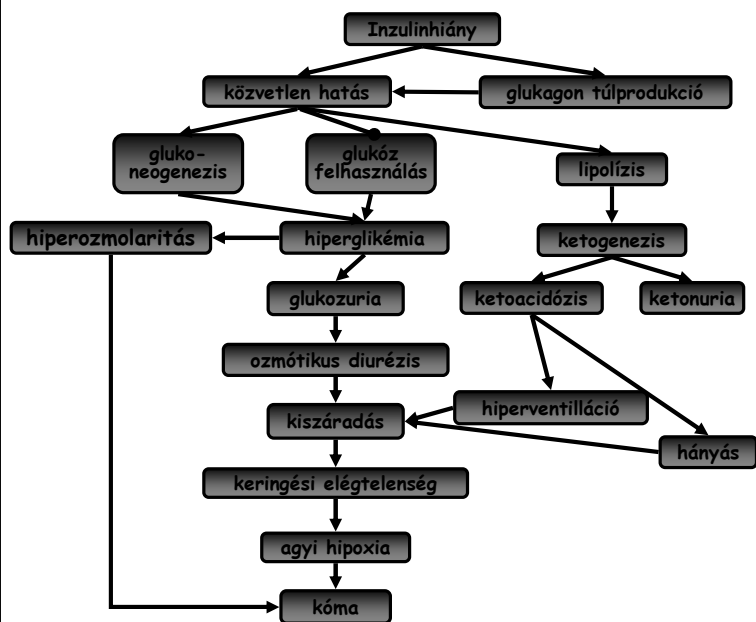 Inzulinhiány
közvetlen hatás
glukagon túlprodukció
gluko-
neogenezis
glukóz
felhasználás
lipolízis
hiperozmolaritás
hiperglikémia
ketogenezis
glukozuria
ketoacidózis
ketonuria
ozmótikus diurézis
kiszáradás
hiperventilláció
hányás
keringési elégtelenség
agyi hipoxia
kóma